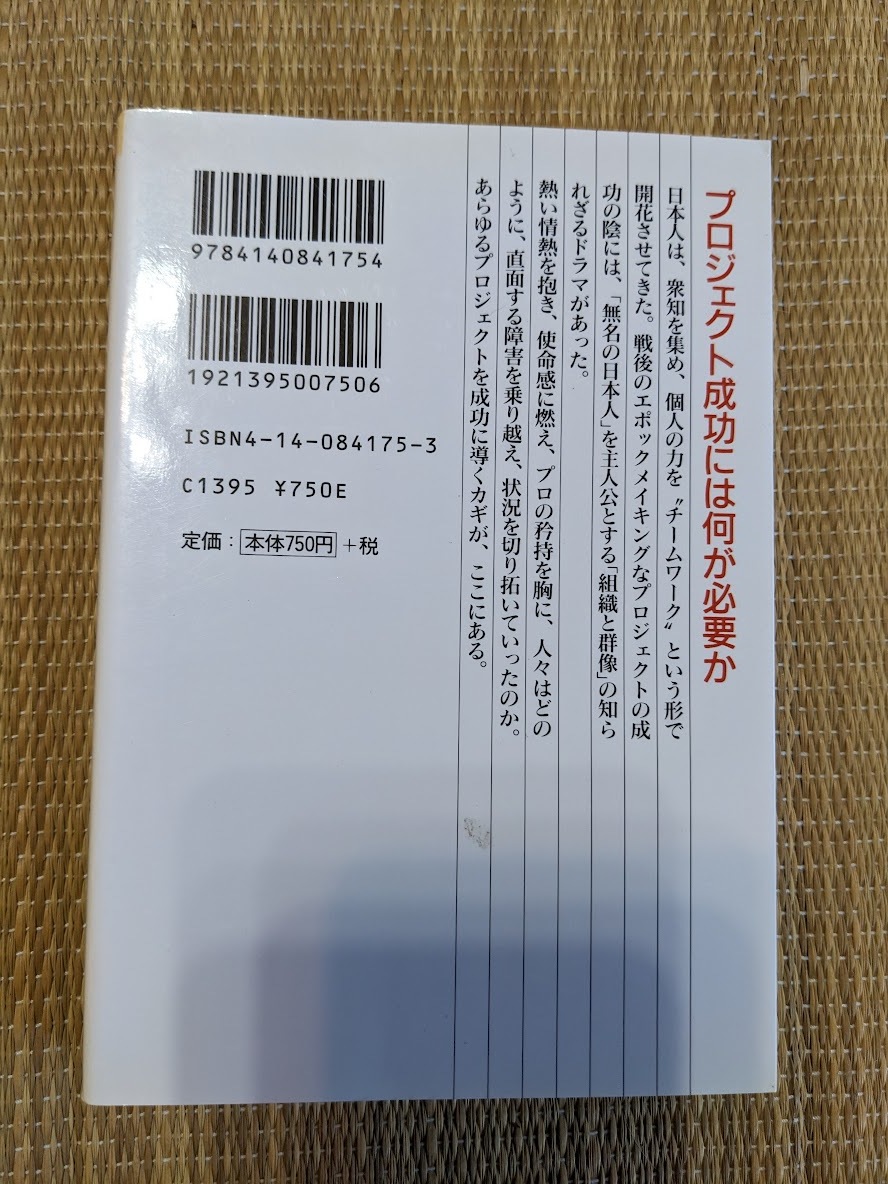 プロジェクト成功には何が必要か
日本人は、衆知を集め、個人の力を〝チームワーク〟という形で
開花させてきた。戦後のエポックメイキングなプロジェクトの成
功の陰には、「無名の日本人」を主人公とする「組織と群像」の知ら
れざるドラマがあった。
熱い情熱を抱き、使命感に燃え、プロの矜持を胸に、人々はどの
ように、直面する障害を乗り越え、状況を切り拓いていったのか。
あらゆるプロジェクトを成功に導くカギが、ここにある。
9784140841754
1921395007506
ISBN4-14-084175-3
C1395 ¥750E
定価：本体750円+税